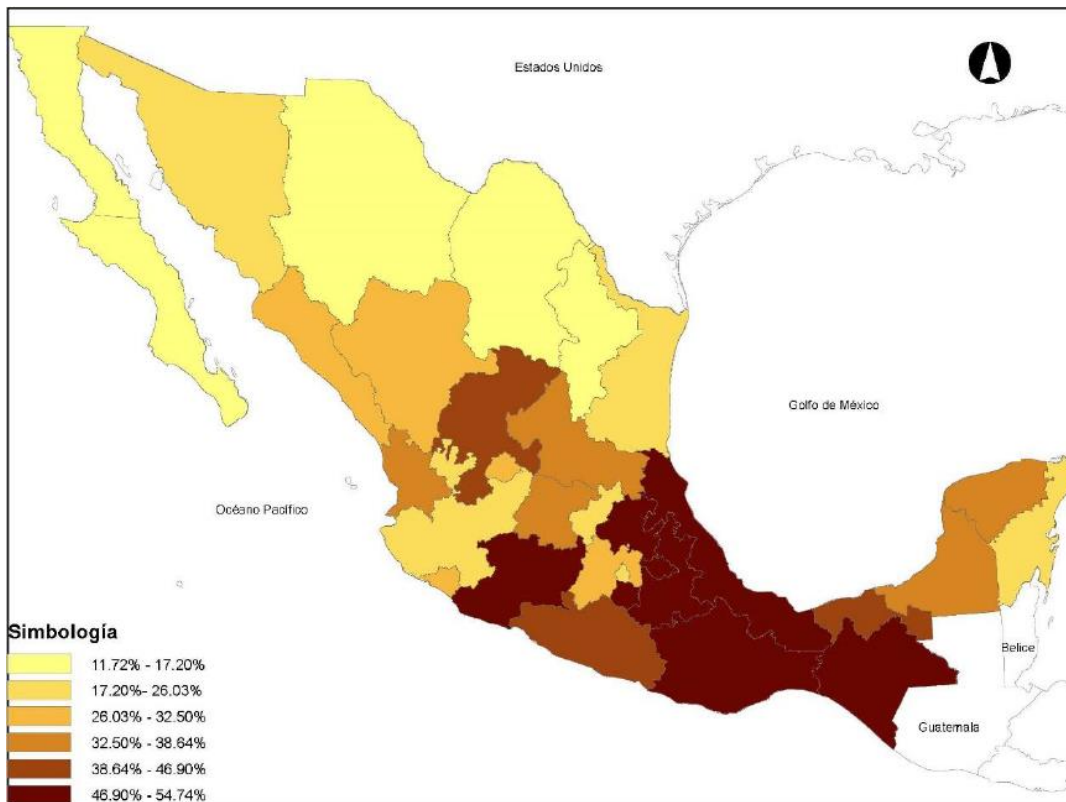 Estados Unidos
Golfo de México
Océano Pacífico
Belice
Guatemala
Simbología
11.72% - 17.20%
17.20%- 26.03%
26.03% - 32.50%
32.50% - 38.64%
38.64% - 46.90%
46.90% - 54.74%